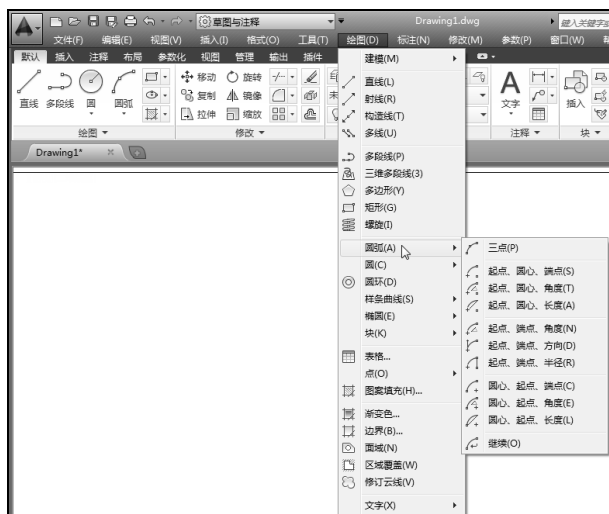 草图与注释
Drawing1.dwg
键入关键字
文件(F) 编辑(E) 视图(V) 插入(I) 格式(O) 工具(T) 绘图(D) 标注(N) 修改(M) 参数(P) 窗口(W)
默认 插入 注释 布局 参数化 视图 管理 输出 插件
直线 多段线 圆 圆弧
移动 旋转
复制 镜像
拉伸 缩放
文字
插入
绘图 修改 注释 块
Drawing1*
建模(M)
直线(L)
射线(R)
构造线(T)
多线(U)
多段线(P)
三维多段线(3)
多边形(Y)
矩形(G)
螺旋(I)
圆弧(A)
圆(C)
圆环(D)
样条曲线(S)
椭圆(E)
块(K)
表格...
点(O)
图案填充(H)...
渐变色...
边界(B)...
面域(N)
区域覆盖(W)
修订云线(V)
文字(X)
三点(P)
起点、圆心、端点(S)
起点、圆心、角度(T)
起点、圆心、长度(A)
起点、端点、角度(N)
起点、端点、方向(D)
起点、端点、半径(R)
圆心、起点、端点(C)
圆心、起点、角度(E)
圆心、起点、长度(L)
继续(O)